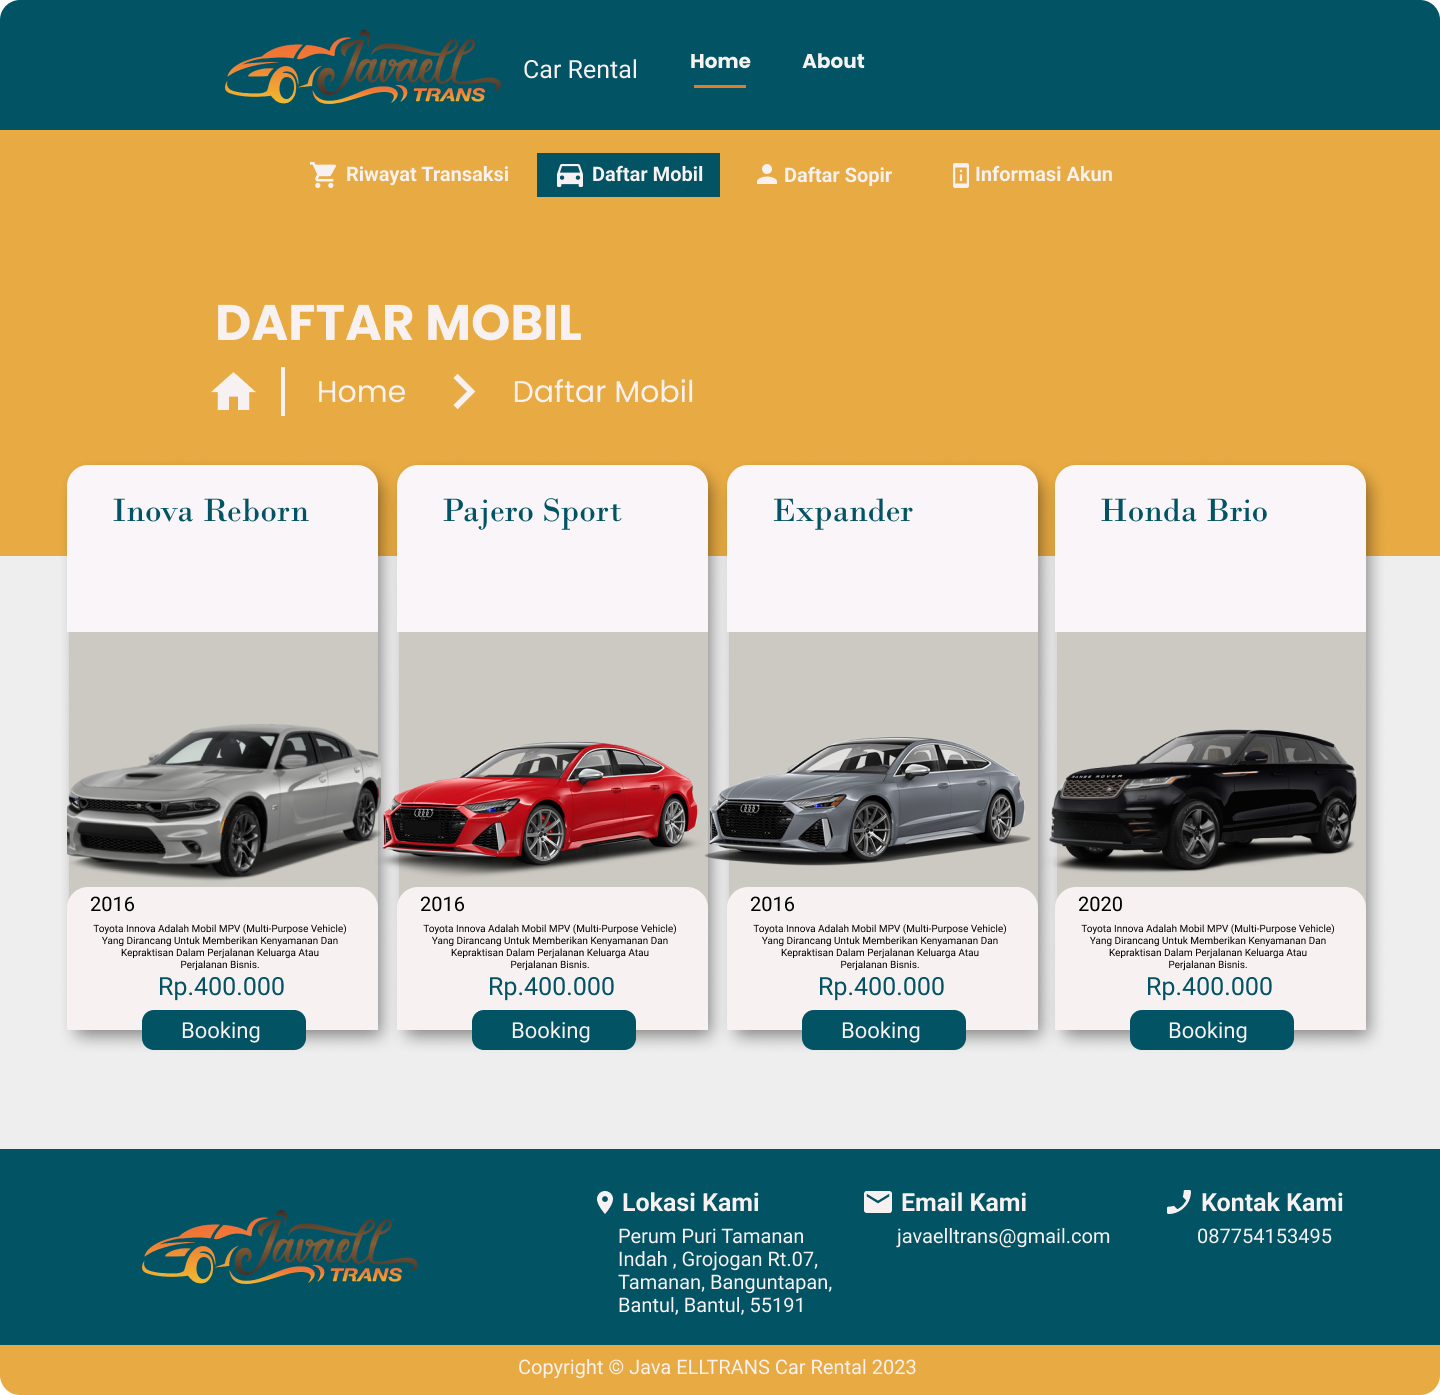 Javaell
TRANS
Car Rental
Home
About
Riwayat Transaksi
Daftar Mobil
Daftar Sopir
Informasi Akun
DAFTAR MOBIL
Home
Daftar Mobil
Inova Reborn
Pajero Sport
Expander
Honda Brio
RANGE ROVER
2016
Toyota Innova Adalah Mobil MPV (Multi-Purpose Vehicle)
Yang Dirancang Untuk Memberikan Kenyamanan Dan
Kepraktisan Dalam Perjalanan Keluarga Atau
Perjalanan Bisnis.
Rp.400.000
Booking
2016
Toyota Innova Adalah Mobil MPV (Multi-Purpose Vehicle)
Yang Dirancang Untuk Memberikan Kenyamanan Dan
Kepraktisan Dalam Perjalanan Keluarga Atau
Perjalanan Bisnis.
Rp.400.000
Booking
2016
Toyota Innova Adalah Mobil MPV (Multi-Purpose Vehicle)
Yang Dirancang Untuk Memberikan Kenyamanan Dan
Kepraktisan Dalam Perjalanan Keluarga Atau
Perjalanan Bisnis.
Rp.400.000
Booking
2020
Toyota Innova Adalah Mobil MPV (Multi-Purpose Vehicle)
Yang Dirancang Untuk Memberikan Kenyamanan Dan
Kepraktisan Dalam Perjalanan Keluarga Atau
Perjalanan Bisnis.
Rp.400.000
Booking
Javaell
TRANS
Lokasi Kami
Perum Puri Tamanan
Indah , Grojogan Rt.07,
Tamanan, Banguntapan,
Bantul, Bantul, 55191
Email Kami
javaelltrans@gmail.com
Kontak Kami
087754153495
Copyright © Java ELLTRANS Car Rental 2023